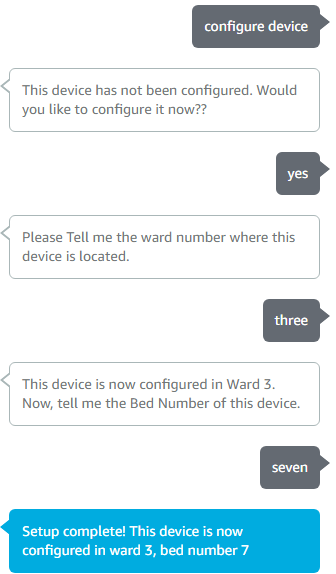 configure device
This device has not been configured. Would
you like to configure it now??
yes
Please Tell me the ward number where this
device is located.
three
This device is now configured in Ward 3.
Now, tell me the Bed Number of this device.
seven
Setup complete! This device is now
configured in ward 3, bed number 7